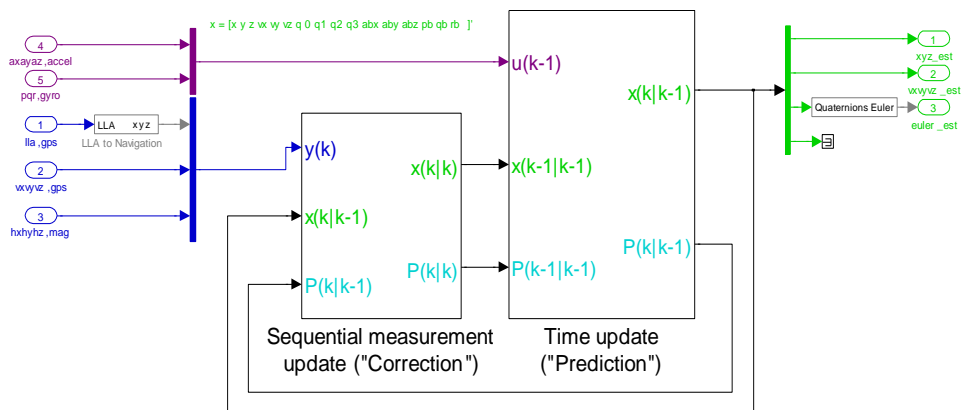 x = [x y z vx vy vz q 0 q1 q2 q3 abx aby abz pb qb rb ]'
4
axayaz,accel
5
pqr,gyro
1
lla,gps
LLA xyz
LLA to Navigation
2
vxvyvz,gps
3
hxhyhz,mag
y(k)
x(k|k-1)
P(k|k-1)
x(k|k)
P(k|k)
Sequential measurement
update ("Correction")
u(k-1)
x(k-1|k-1)
P(k-1|k-1)
x(k|k-1)
P(k|k-1)
Time update
("Prediction")
1
xyz_est
2
vxvyvz _est
Quaternions Euler
3
euler _est